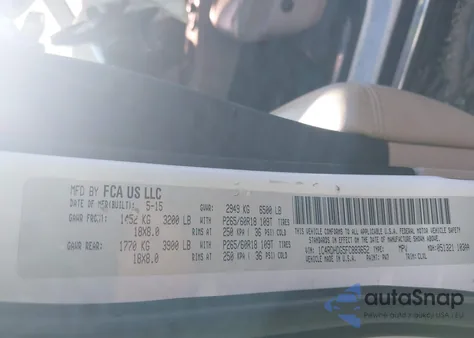 MFD BY FCA US LLC
DATE OF MFR(BUILT): 5-15 GVWR: 2949 KG 6500 LB
GAWR FRONT: 1452 KG 3200 LB WITH P265/60R18 109T TIRES
18X8.0 RIMS AT 250 KPA ( 36 PSI) COLD
GAWR REAR: 1770 KG 3900 LB WITH P265/60R18 109T TIRES
18X8.0 RIMS AT 250 KPA ( 36 PSI) COLD
THIS VEHICLE CONFORMS TO ALL APPLICABLE U.S.A. FEDERAL MOTOR VEHICLE SAFETY
STANDARDS IN EFFECT ON THE DATE OF MANUFACTURE SHOWN ABOVE.
TYPE: MPV
PAINT: TRIM:
autoSnap